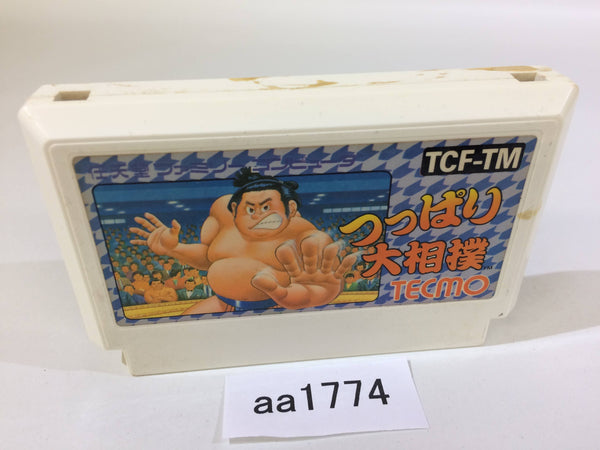 任天堂 ファミリーコンピュータ
TCF-TM
つっぱり
大相撲
TECMO
aa1774